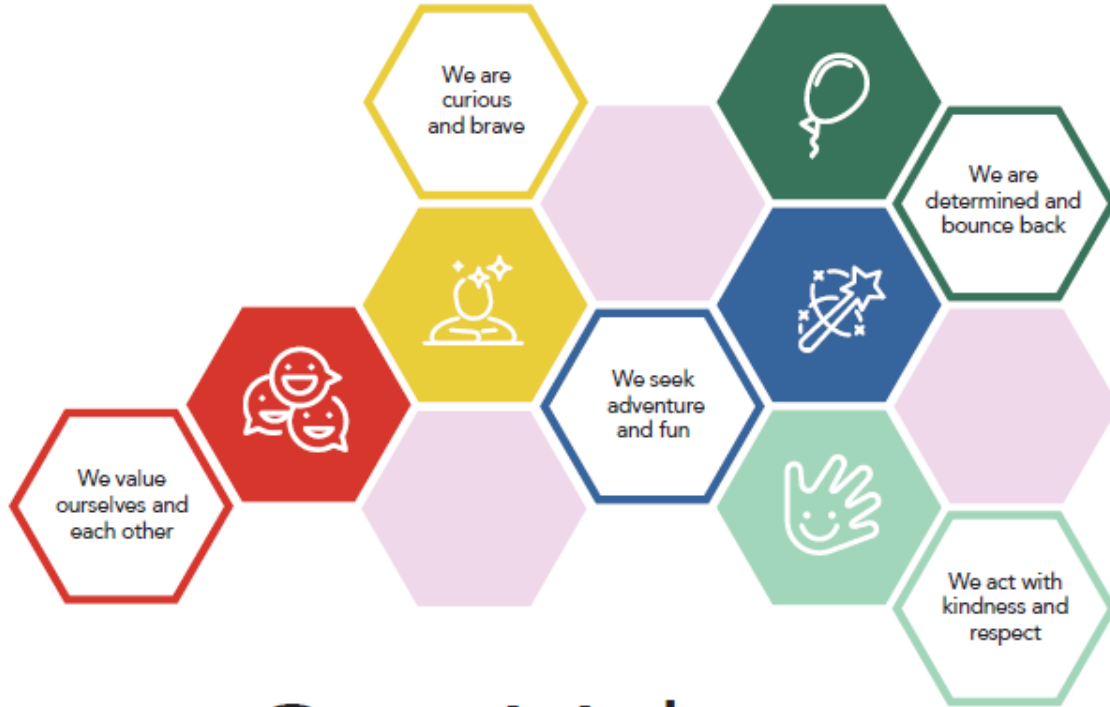 We are
curious
and brave
We are
determined and
bounce back
We seek
adventure
and fun
We value
ourselves and
each other
We act with
kindness and
respect